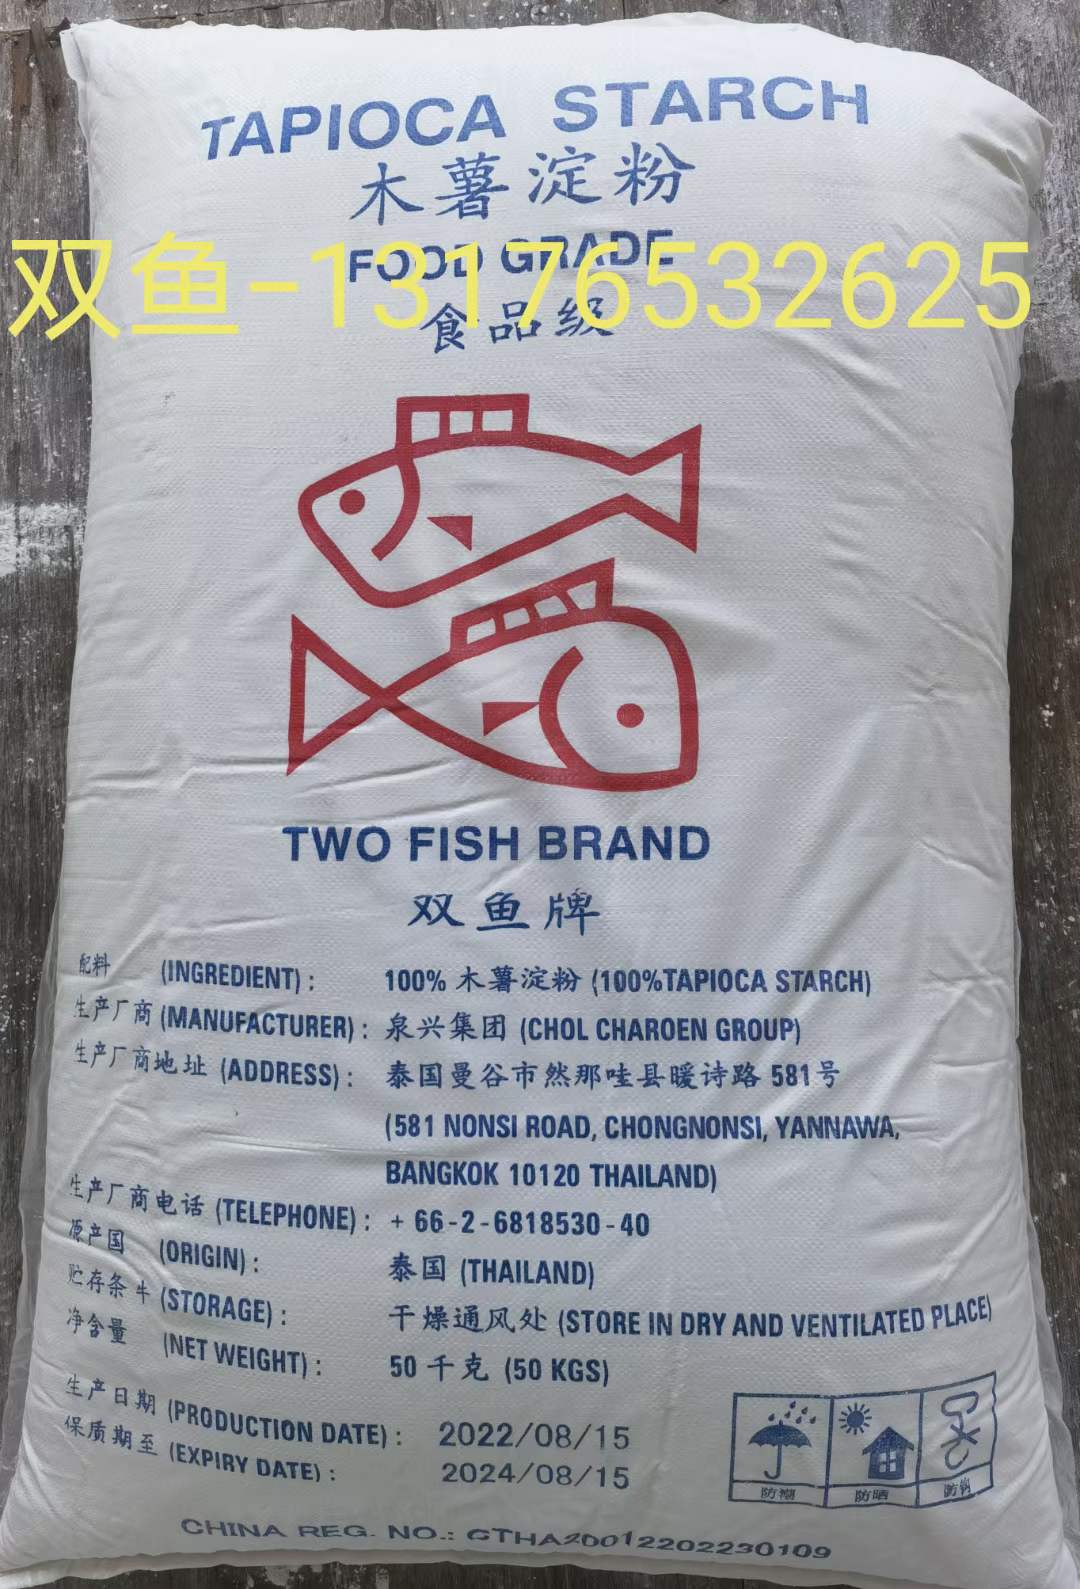 TAPIOCA STARCH
木薯淀粉
FOOD GRADE
双鱼-13176532625
食品级
TWO FISH BRAND
双鱼牌
配料 (INGREDIENT): 100% 木薯淀粉 (100%TAPIOCA STARCH)
生产厂商 (MANUFACTURER): 泉兴集团 (CHOL CHAROEN GROUP)
生产厂商地址 (ADDRESS): 泰国曼谷市然那哇县暖诗路 581号
(581 NONSI ROAD, CHONGNONSI, YANNAWA,
BANGKOK 10120 THAILAND)
生产厂商电话 (TELEPHONE): + 66-2-6818530-40
原产国 (ORIGIN): 泰国 (THAILAND)
贮存条件 (STORAGE): 干燥通风处 (STORE IN DRY AND VENTILATED PLACE)
净含量 (NET WEIGHT): 50 千克 (50 KGS)
生产日期 (PRODUCTION DATE): 2022/08/15
保质期至 (EXPIRY DATE): 2024/08/15
防潮 防晒 防钩
CHINA REG. NO.: CTHA20012202230109